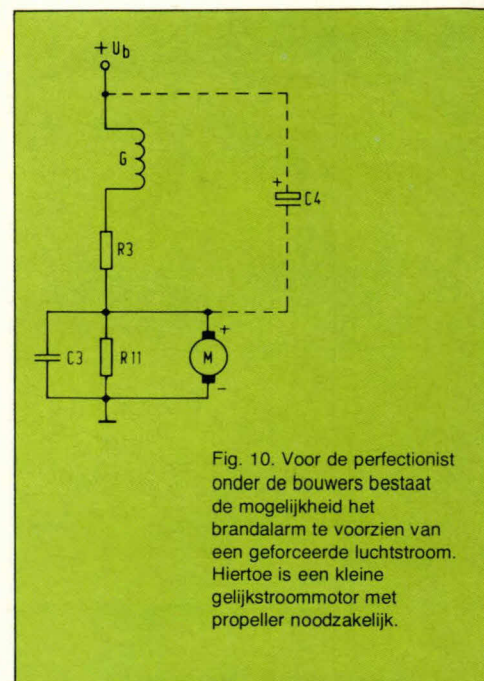 +Ub
G
+
C4
R3
C3
R11
M
+
-
Fig. 10. Voor de perfectionist
onder de bouwers bestaat
de mogelijkheid het
brandalarm te voorzien van
een geforceerde luchtstroom.
Hiertoe is een kleine
gelijkstroommotor met
propeller noodzakelijk.